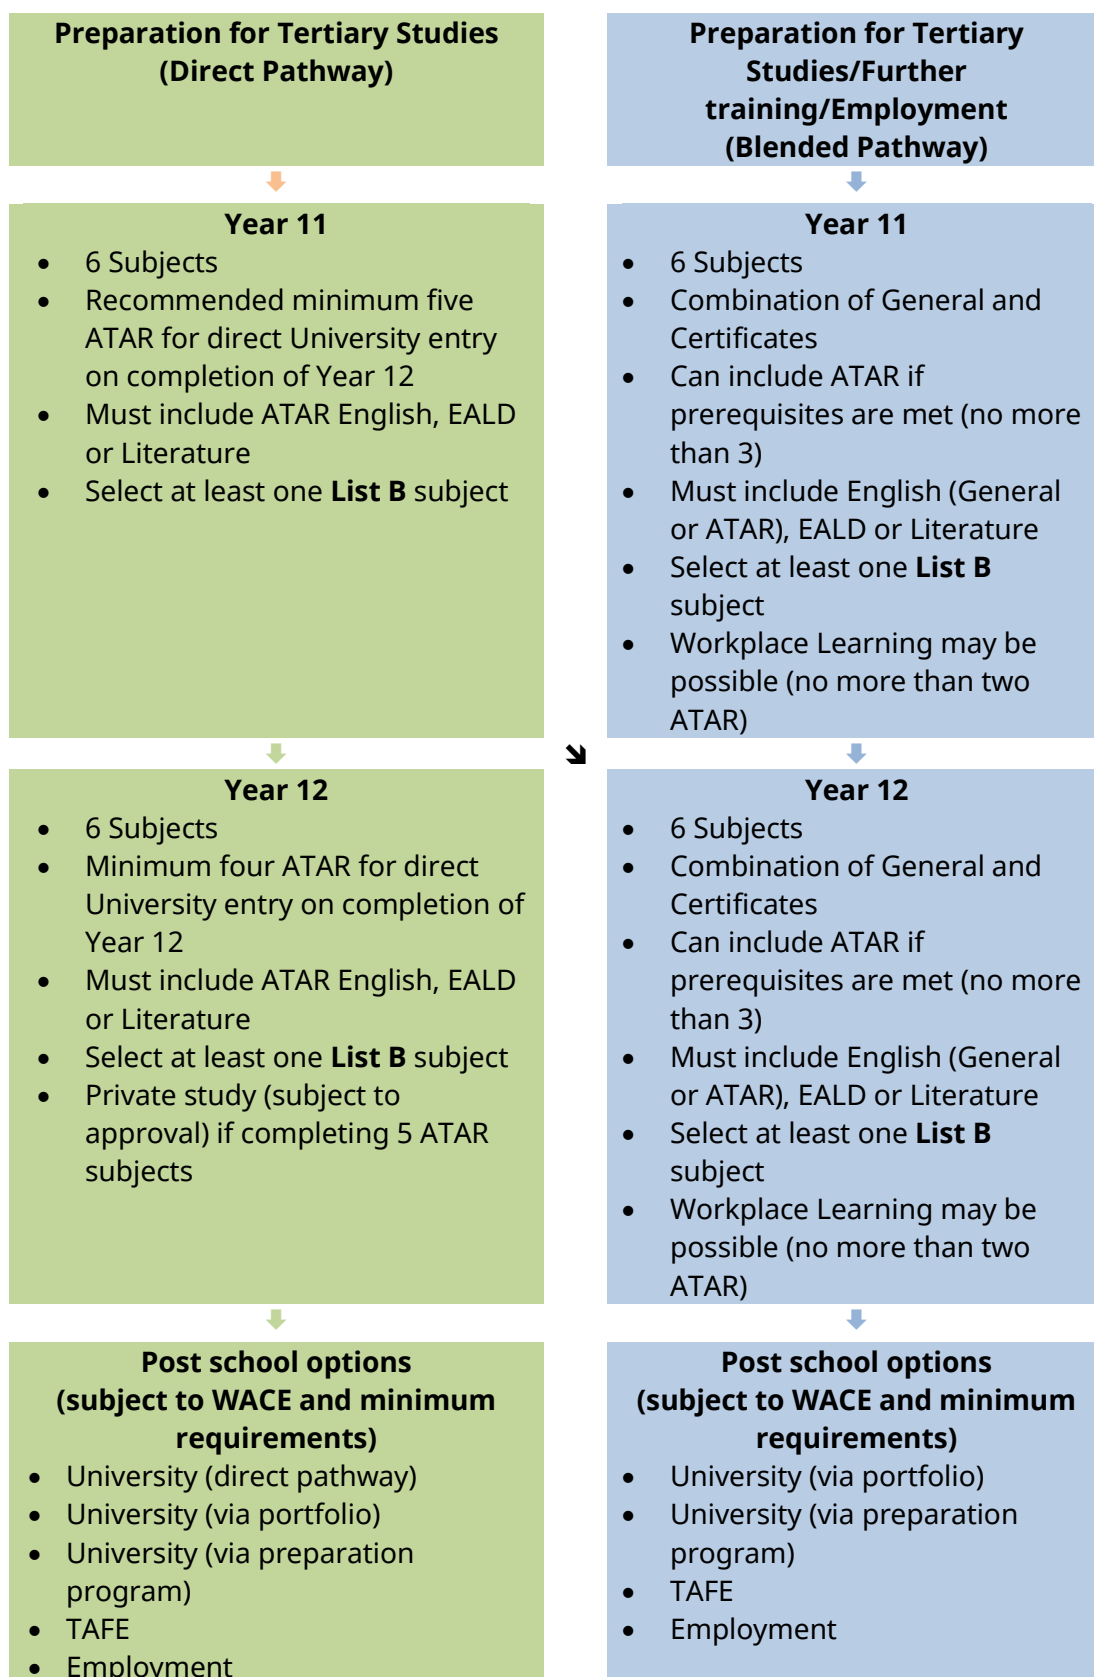 Preparation for Tertiary Studies
(Direct Pathway)
Preparation for Tertiary
Studies/Further
training/Employment
(Blended Pathway)
Year 11
• 6 Subjects
• Recommended minimum five
ATAR for direct University entry
on completion of Year 12
• Must include ATAR English, EALD
or Literature
• Select at least one List B subject
Year 11
• 6 Subjects
• Combination of General and
Certificates
• Can include ATAR if
prerequisites are met (no more
than 3)
• Must include English (General
or ATAR), EALD or Literature
• Select at least one List B
subject
• Workplace Learning may be
possible (no more than two
ATAR)
Year 12
• 6 Subjects
• Minimum four ATAR for direct
University entry on completion of
Year 12
• Must include ATAR English, EALD
or Literature
• Select at least one List B subject
• Private study (subject to
approval) if completing 5 ATAR
subjects
Year 12
• 6 Subjects
• Combination of General and
Certificates
• Can include ATAR if
prerequisites are met (no more
than 3)
• Must include English (General
or ATAR), EALD or Literature
• Select at least one List B
subject
• Workplace Learning may be
possible (no more than two
ATAR)
Post school options
(subject to WACE and minimum
requirements)
• University (direct pathway)
• University (via portfolio)
• University (via preparation
program)
• TAFE
• Employment
Post school options
(subject to WACE and minimum
requirements)
• University (via portfolio)
• University (via preparation
program)
• TAFE
• Employment